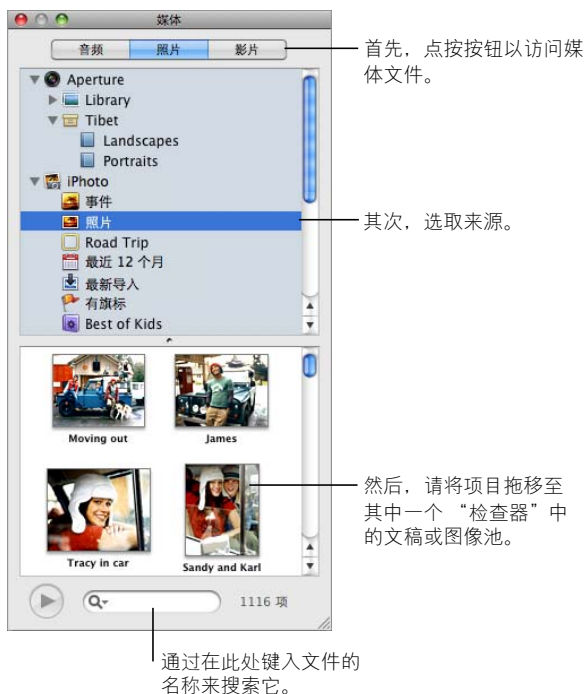 媒体
音频 照片 影片
首先，点按按钮以访问媒
体文件。
Aperture
Library
Tibet
Landscapes
Portraits
iPhoto
事件
照片
其次，选取来源。
Road Trip
最近 12 个月
最新导入
有旗标
Best of Kids
Moving out
James
然后，请将项目拖移至
其中一个 “检查器”中
的文稿或图像池。
Tracy in car
Sandy and Karl
1116 项
通过在此处键入文件的
名称来搜索它。